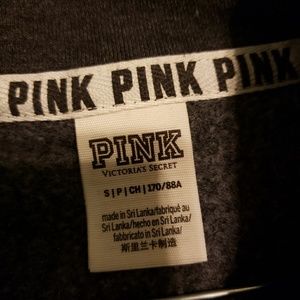 PINK PINK PINK
PINK
VICTORIA'S SECRET
S | P | CH | 170/88A
made in Sri Lanka/fabriqué au
Sri Lanka/hecho en Sri Lanka/
fabbricato in Sri Lanka/
斯里兰卡制造